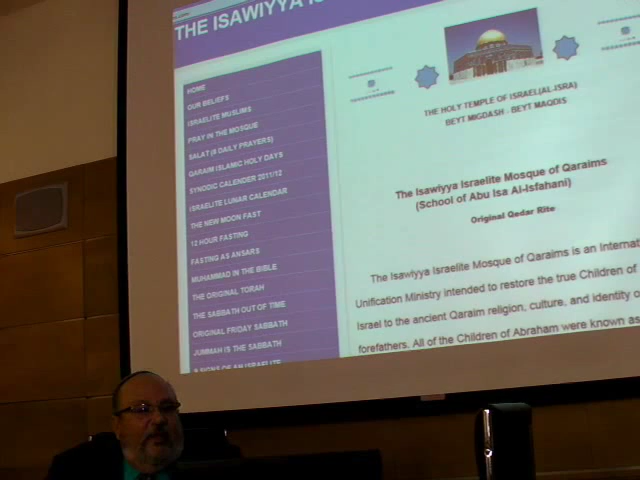 THE ISAWIYYA
HOME
OUR BELIEFS
ISRAELITE MUSLIMS
PRAY IN THE MOSQUE
SALAT (6 DAILY PRAYERS)
QARAIM ISLAMIC HOLY DAYS
SYNODIC CALENDER 2011/12
ISRAELITE LUNAR CALENDAR
THE NEW MOON FAST
12 HOUR FASTING
FASTING AS ANSARS
MUHAMMAD IN THE BIBLE
THE ORIGINAL TORAH
THE SABBATH OUT OF TIME
ORIGINAL FRIDAY SABBATH
JUMMAH IS THE SABBATH
SIGNS OF AN ISRAELITE
THE HOLY TEMPLE OF ISRAEL(AL-ISRA)
BEYT MIGDASH - BEYT MAQDIS
The Isawiyya Israelite Mosque of Qaraims
(School of Abu Isa Al-Isfahani)
Original Qedar Rite
The Isawiyya Israelite Mosque of Qaraims is an Internat
Unification Ministry intended to restore the true Children of
Israel to the ancient Qaraim religion, culture, and identity o
forefathers. All of the Children of Abraham were known as